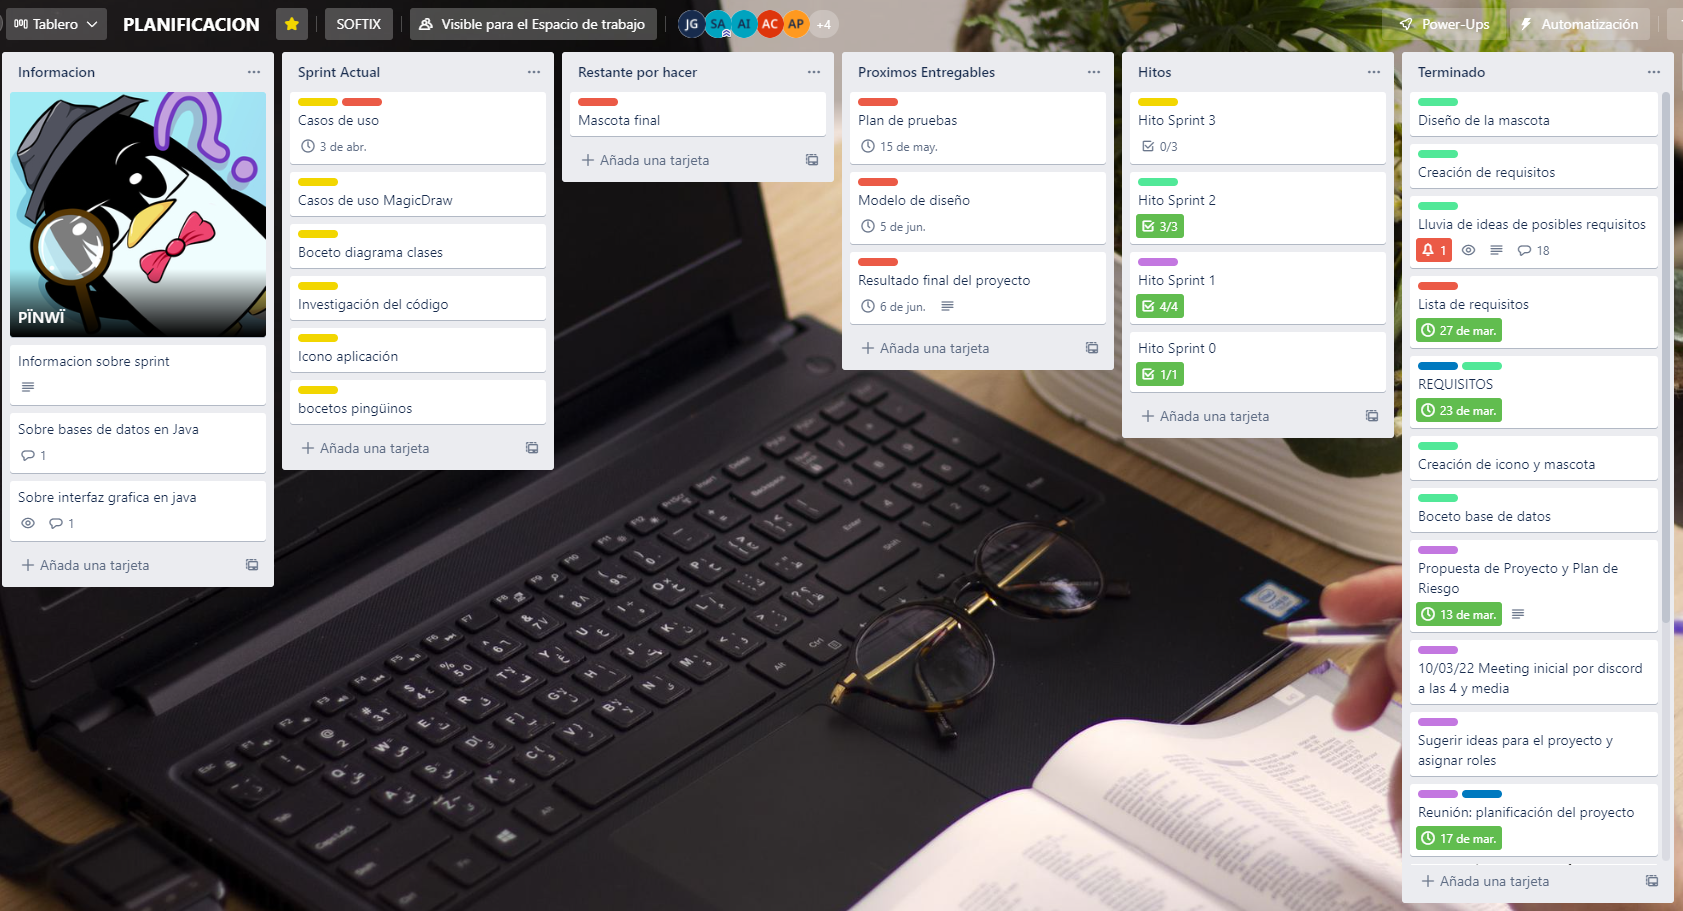 Tablero
PLANIFICACION
SOFTIX
Visible para el Espacio de trabajo
JG
SA
AI
AC
AP
+4
Power-Ups
Automatización
Informacion
PÏNWÏ
Informacion sobre sprint
Sobre bases de datos en Java
1
Sobre interfaz grafica en java
1
Añada una tarjeta
Sprint Actual
Casos de uso
3 de abr.
Casos de uso MagicDraw
Boceto diagrama clases
Investigación del código
Icono aplicación
bocetos pingüinos
Añada una tarjeta
Restante por hacer
Mascota final
Añada una tarjeta
Proximos Entregables
Plan de pruebas
15 de may.
Modelo de diseño
5 de jun.
Resultado final del proyecto
6 de jun.
Añada una tarjeta
Hitos
Hito Sprint 3
0/3
Hito Sprint 2
3/3
Hito Sprint 1
4/4
Hito Sprint 0
1/1
Añada una tarjeta
Terminado
Diseño de la mascota
Creación de requisitos
Lluvia de ideas de posibles requisitos
1
18
Lista de requisitos
27 de mar.
REQUISITOS
23 de mar.
Creación de icono y mascota
Boceto base de datos
Propuesta de Proyecto y Plan de
Riesgo
13 de mar.
10/03/22 Meeting inicial por discord
a las 4 y media
Sugerir ideas para el proyecto y
asignar roles
Reunión: planificación del proyecto
17 de mar.
Añada una tarjeta